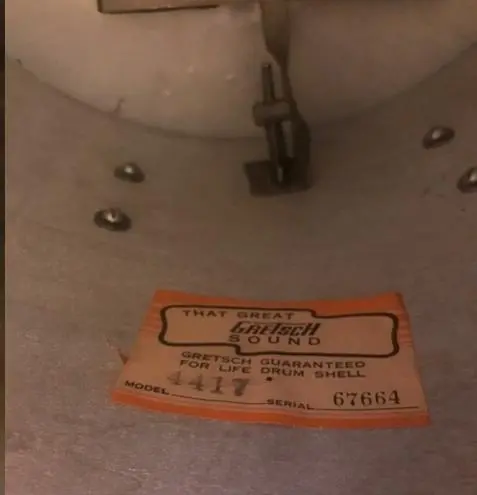 THAT GREAT
GRETSCH
SOUND
GRETSCH GUARANTEED
FOR LIFE DRUM SHELL
MODEL 4417 SERIAL 67664